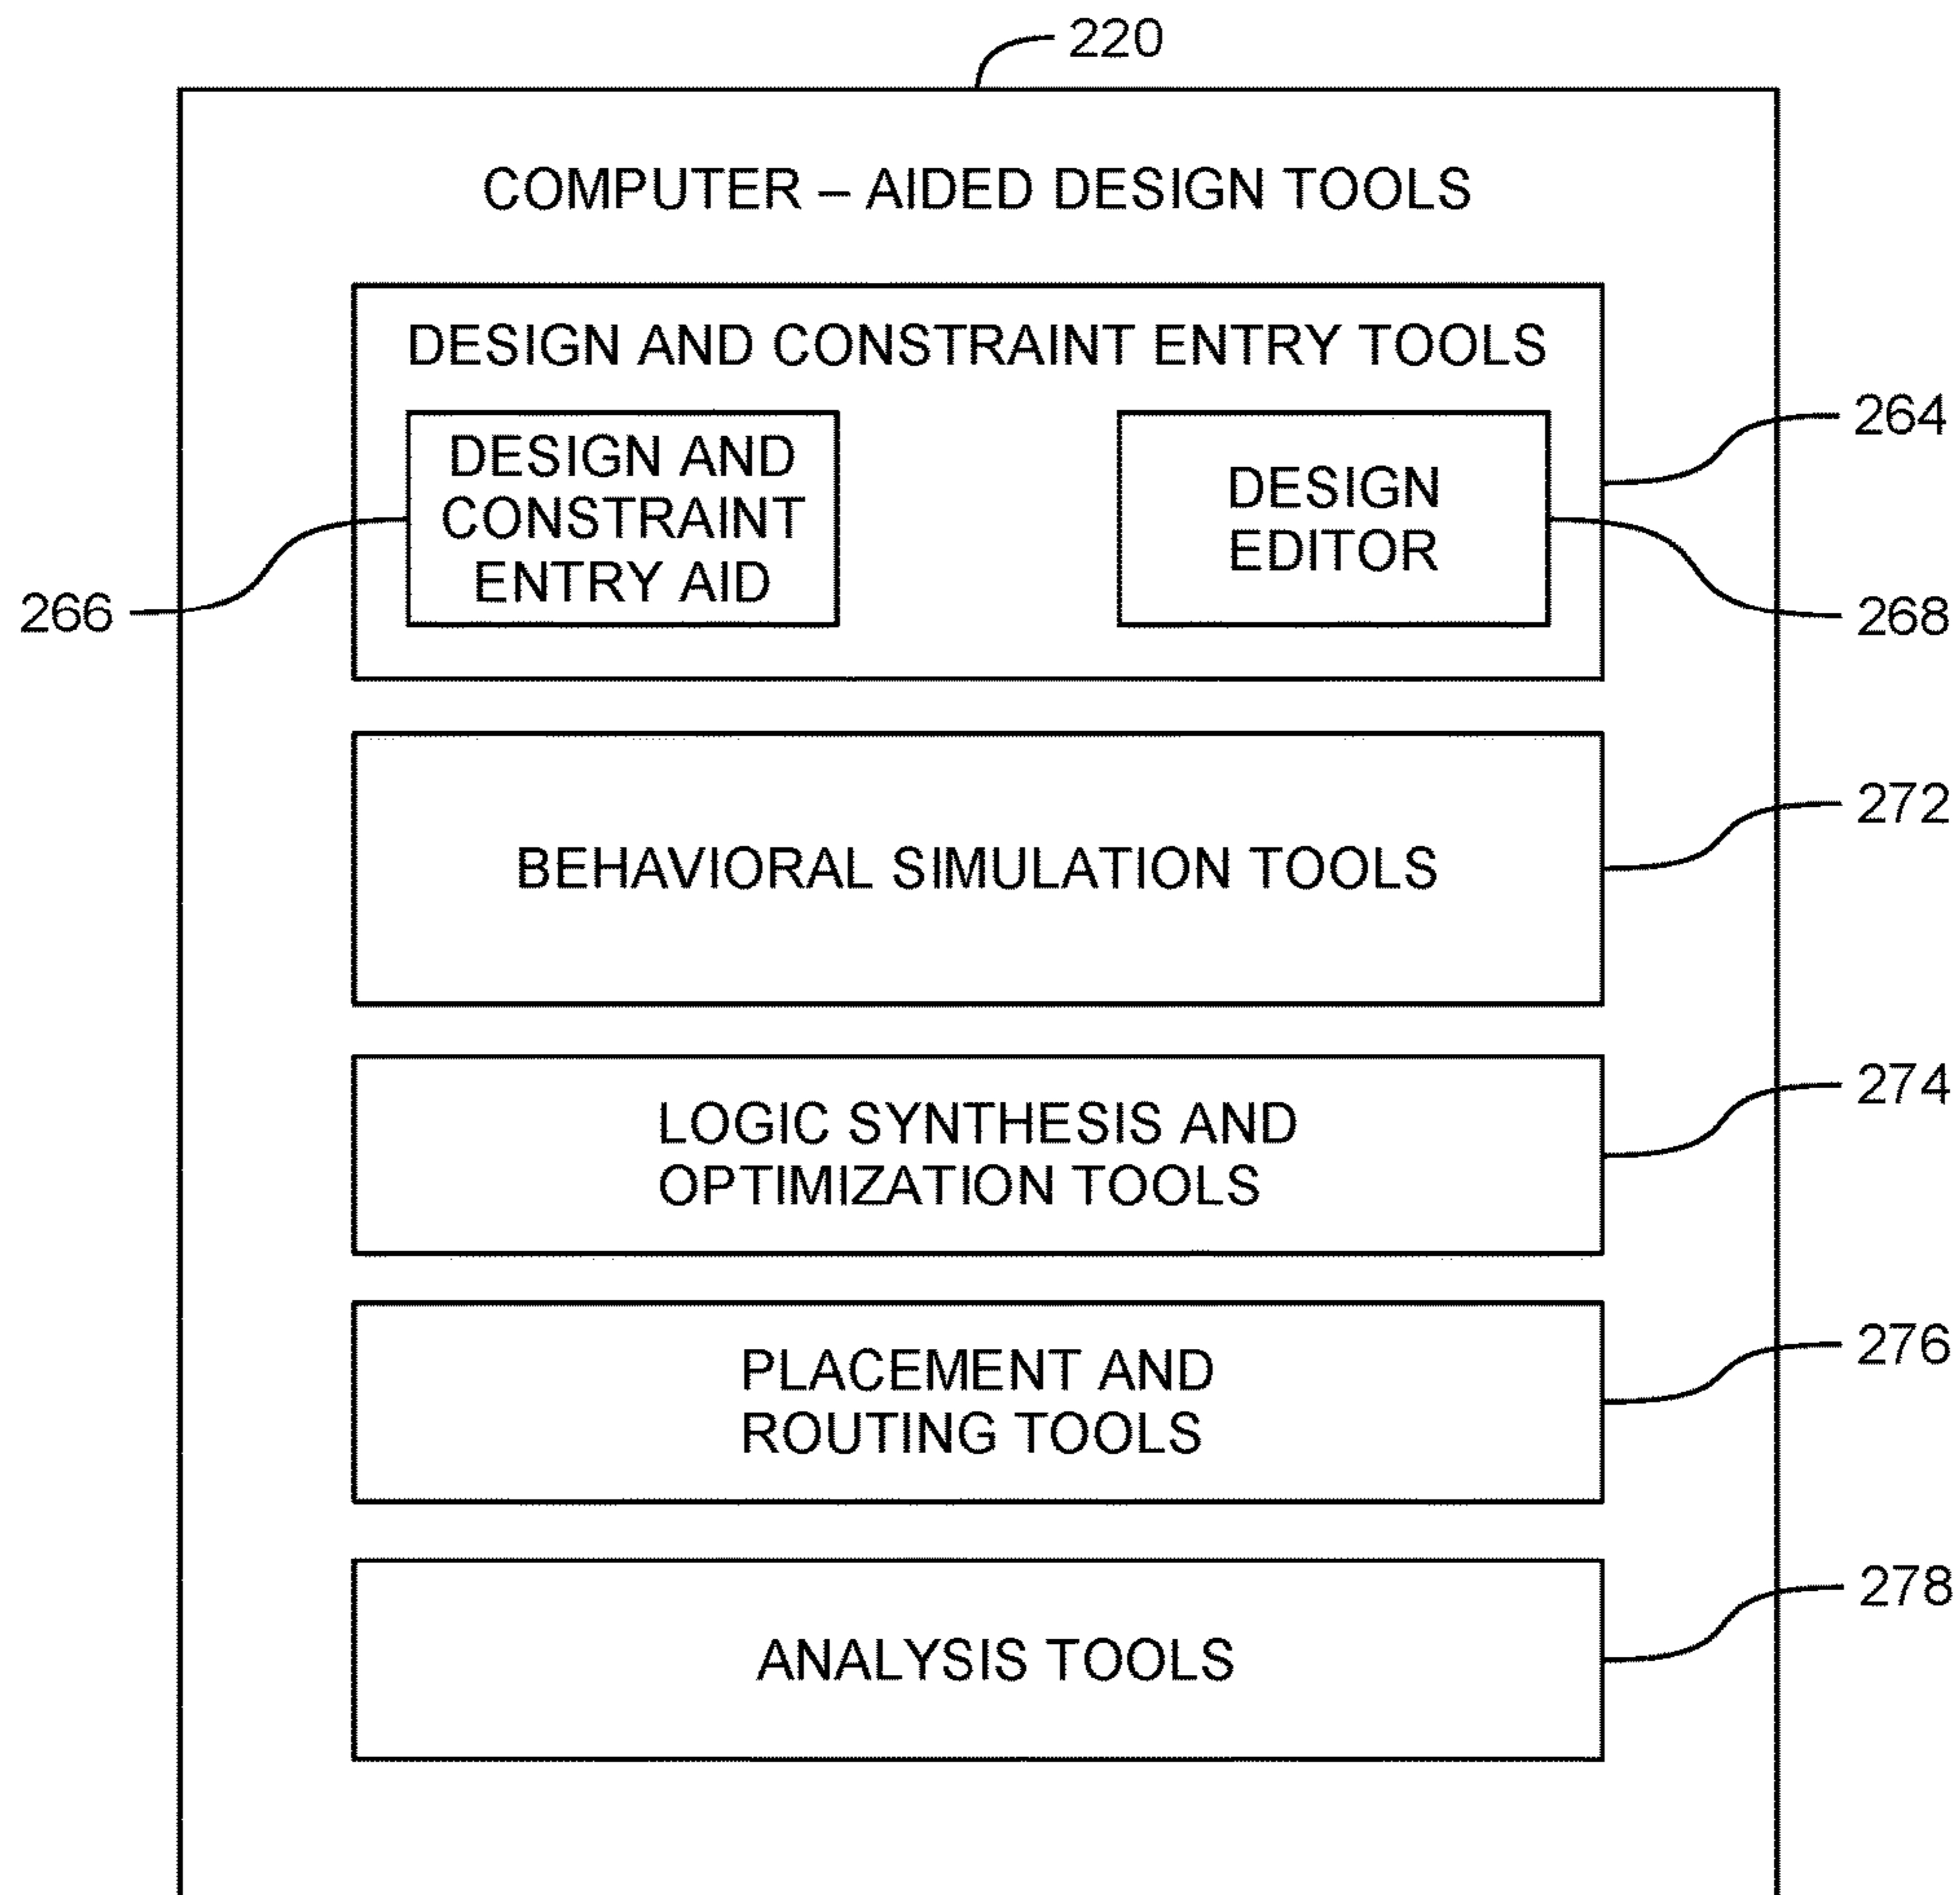 220
COMPUTER – AIDED DESIGN TOOLS
DESIGN AND CONSTRAINT ENTRY TOOLS
264
DESIGN AND
CONSTRAINT
ENTRY AID
266
DESIGN
EDITOR
268
BEHAVIORAL SIMULATION TOOLS
272
LOGIC SYNTHESIS AND
OPTIMIZATION TOOLS
274
PLACEMENT AND
ROUTING TOOLS
276
ANALYSIS TOOLS
278